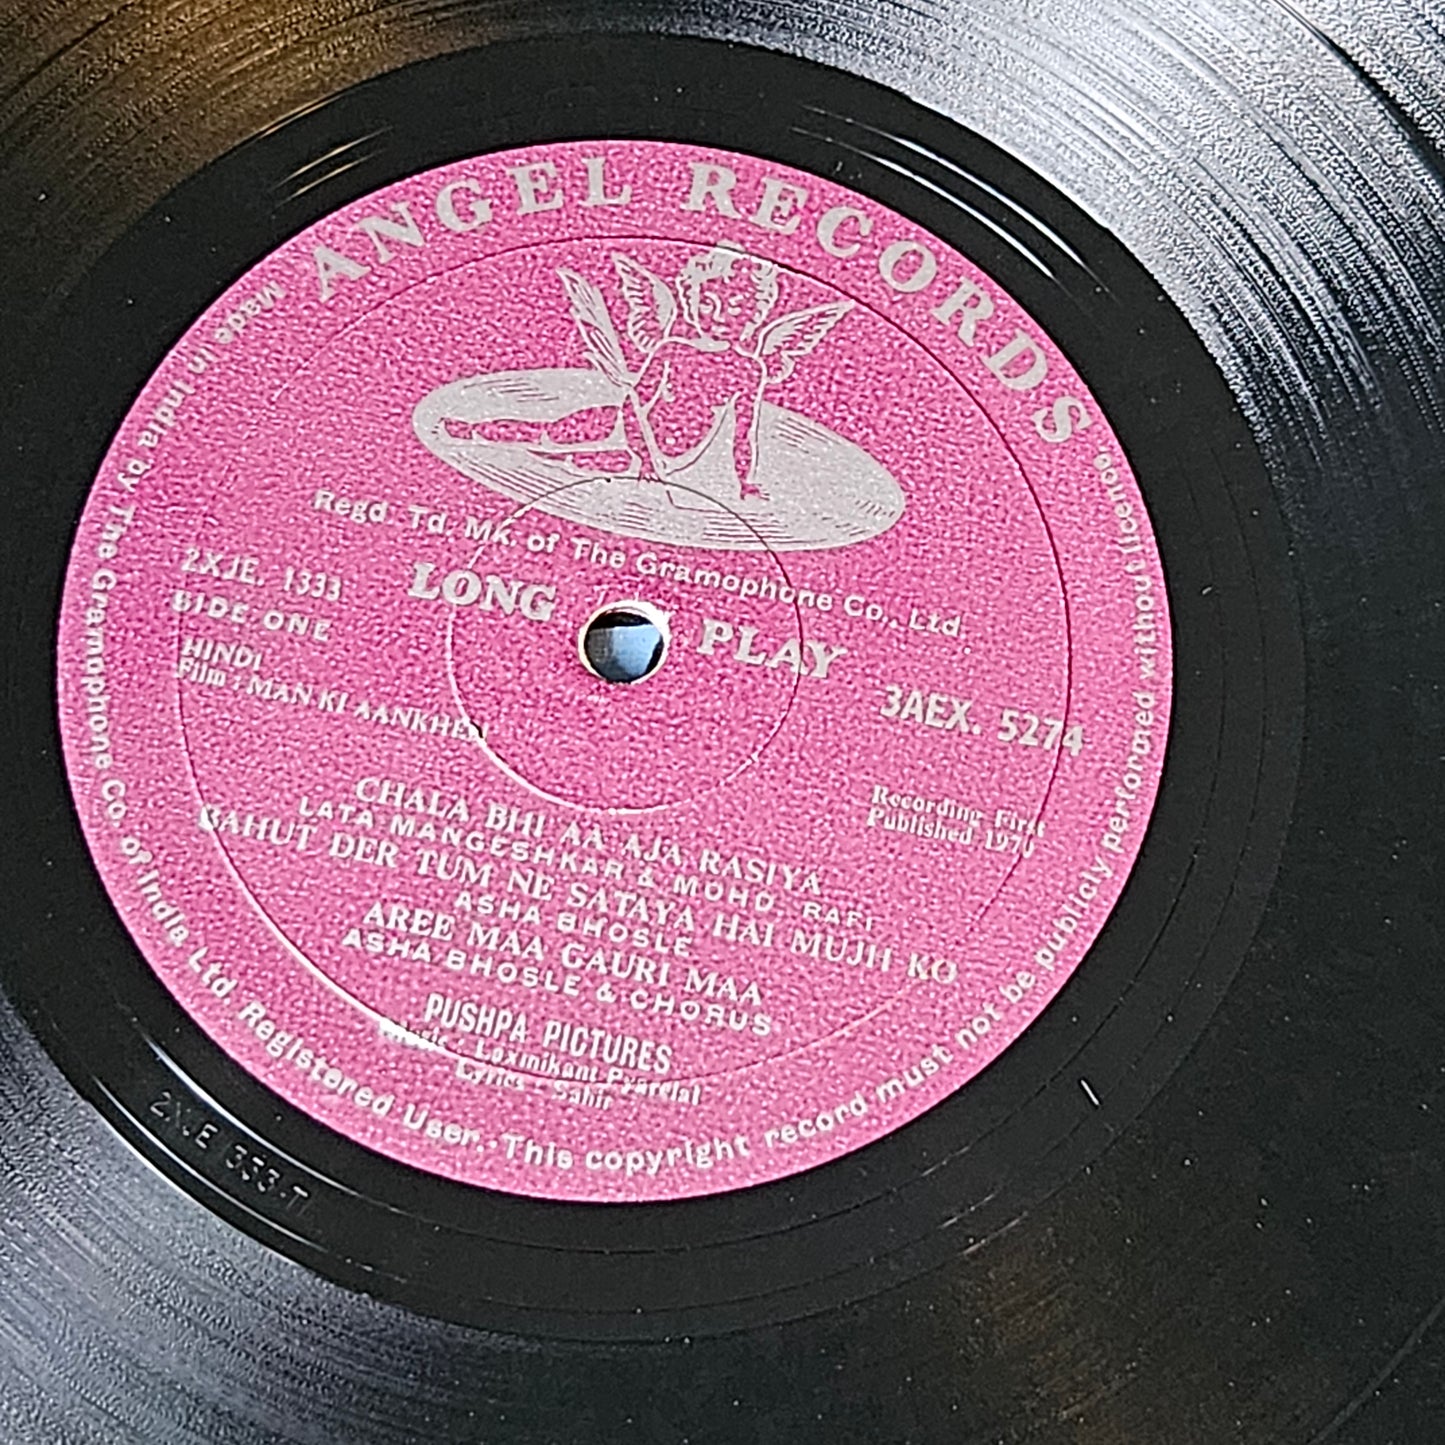 ANGEL RECORDS
Regd. Td. Mk. of The Gramophone Co., Ltd.
2XJE. 1333
LONG PLAY
SIDE ONE
3AEX. 5274
HINDI
Film : MAN KI AANKHEN
Recording First
Published 1970
CHALA BHI AA AJA RASIYA
LATA MANGESHKAR & MOHD. RAFI
BAHUT DER TUM NE SATAYA HAI MUJH KO
ASHA BHOSLE
AREE MAA GAURI MAA
ASHA BHOSLE & CHORUS
PUSHPA PICTURES
Music : Laxmikant Pyarelal
Lyrics : Sahir
Made in India by The Gramophone Co. of India Ltd. Registered User. · This copyright record must not be publicly performed without licence.